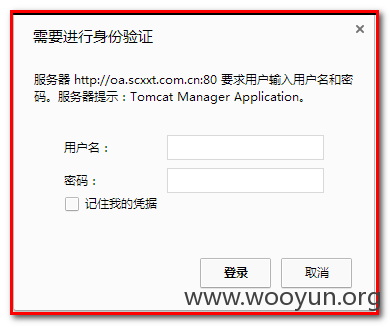 需要进行身份验证
×
服务器 http://oa.scxxt.com.cn:80 要求用户输入用户名和密
码。服务器提示：Tomcat Manager Application。
用户名：
密码：
记住我的凭据
登录 取消
www.wooyun.org